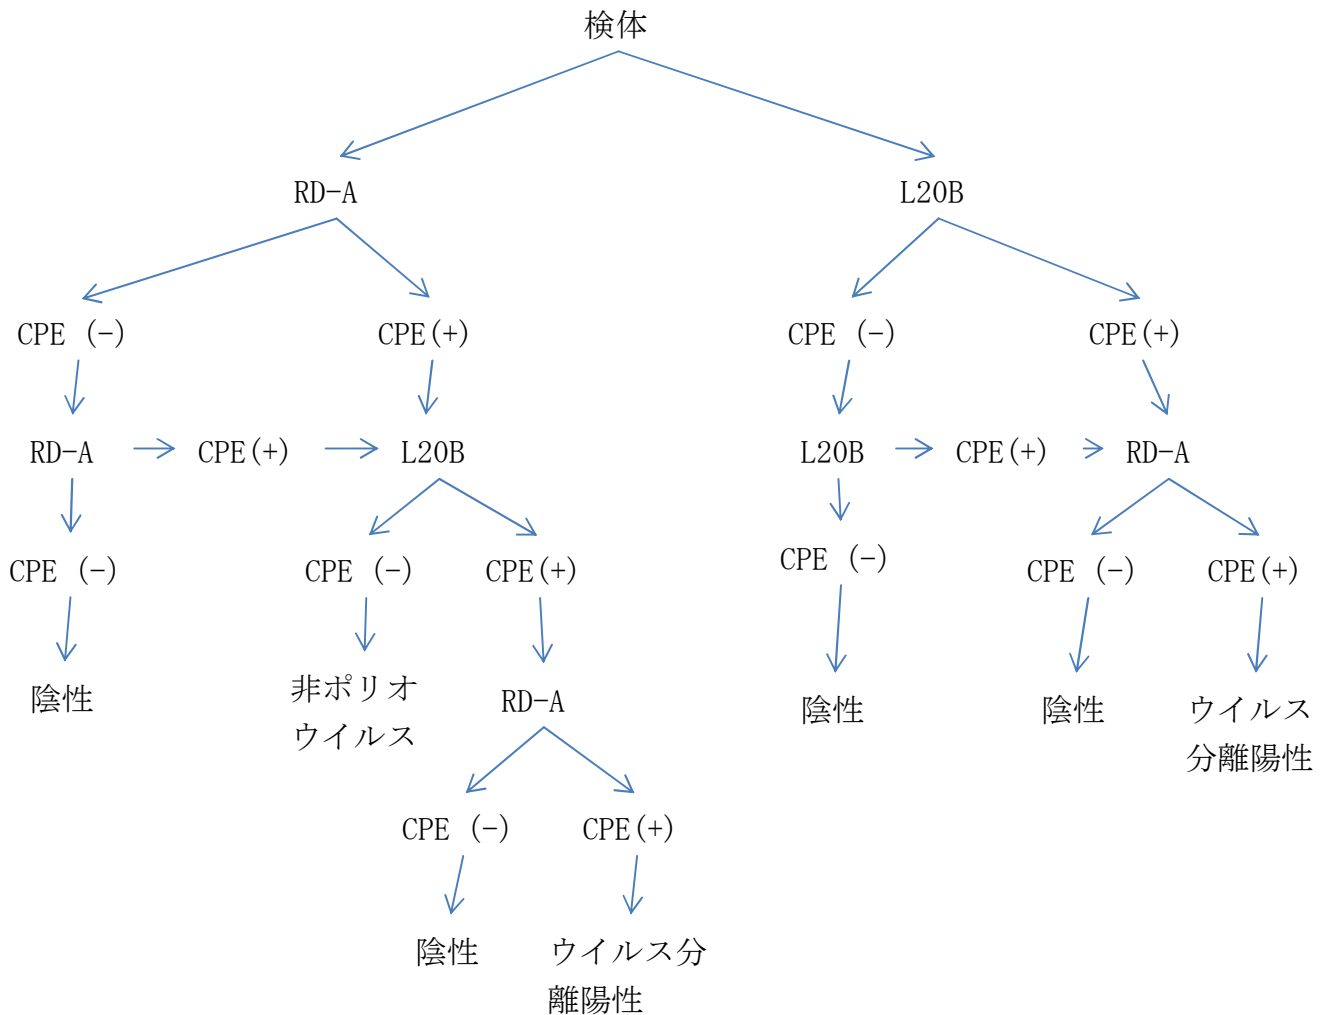 検体
RD-A
L20B
CPE (-)
CPE(+)
CPE (-)
CPE(+)
RD-A
CPE(+)
L20B
L20B
CPE(+)
RD-A
CPE (-)
CPE (-)
CPE(+)
CPE (-)
CPE (-)
CPE(+)
陰性
非ポリオ
ウイルス
RD-A
陰性
陰性
ウイルス
分離陽性
CPE (-)
CPE(+)
陰性
ウイルス分
離陽性